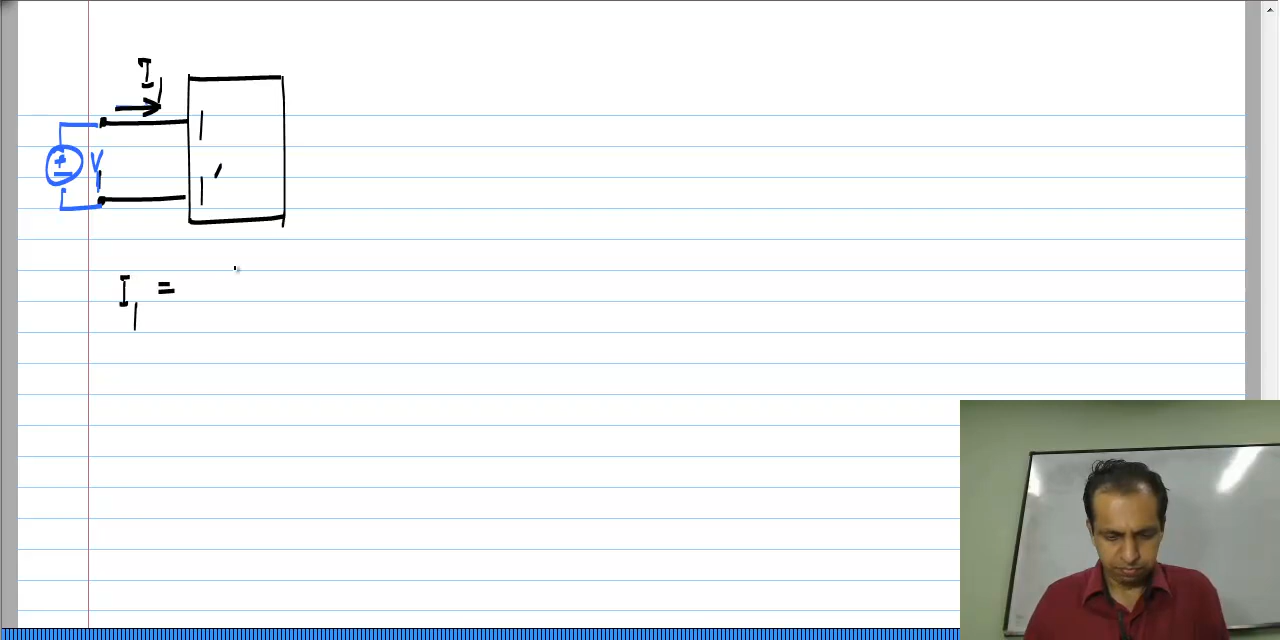 I₁
+
V₁
−
1
1'
I₁ =